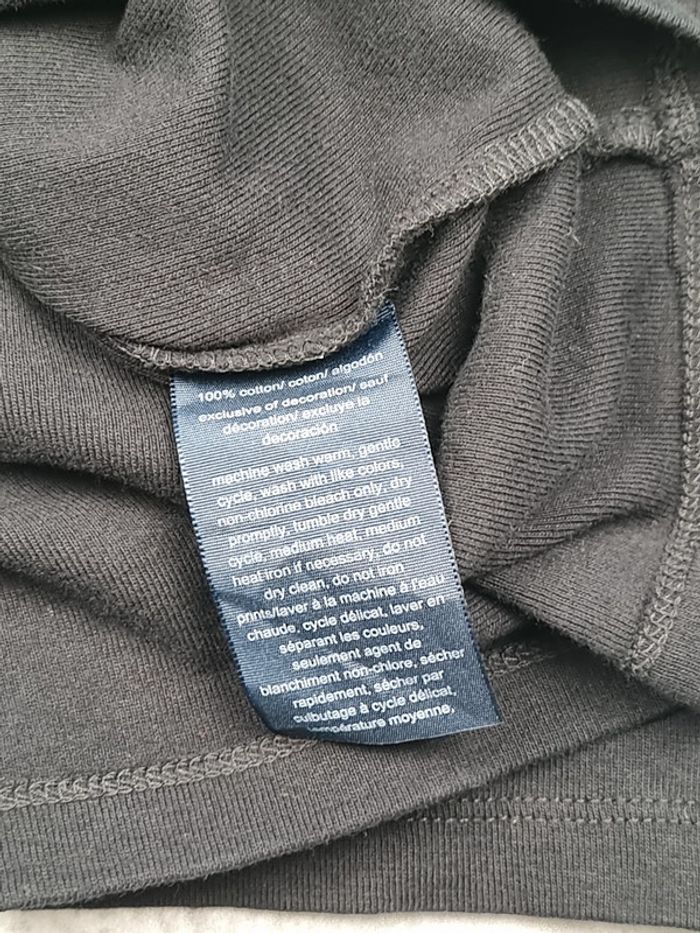 100% cotton/ coton/ algodón
exclusive of decoration/ sauf
décoration/ excluye la
decoración
machine wash warm, gentle
cycle, wash with like colors,
non-chlorine bleach only, dry
promptly, tumble dry gentle
cycle, medium heat, medium
heat iron if necessary, do not
dry clean, do not iron
prints/laver à la machine à l'eau
chaude, cycle délicat, laver en
séparant les couleurs,
seulement agent de
blanchiment non-chlore, sécher
rapidement, sécher par
culbutage à cycle délicat,
température moyenne,